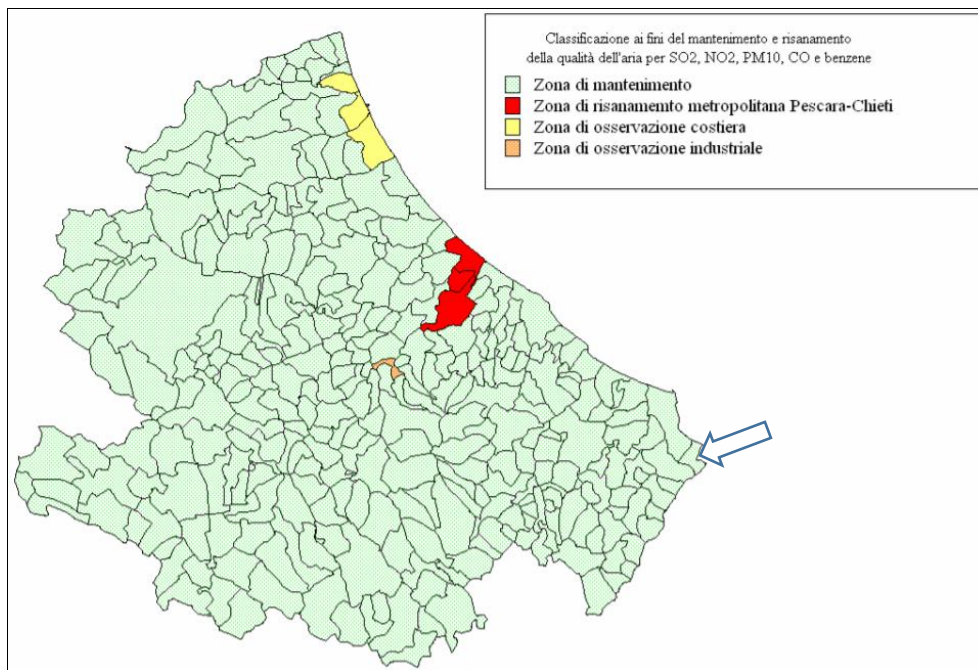 Classificazione ai fini del mantenimento e risanamento
della qualità dell'aria per SO2, NO2, PM10, CO e benzene
Zona di mantenimento
Zona di risanamento metropolitana Pescara-Chieti
Zona di osservazione costiera
Zona di osservazione industriale